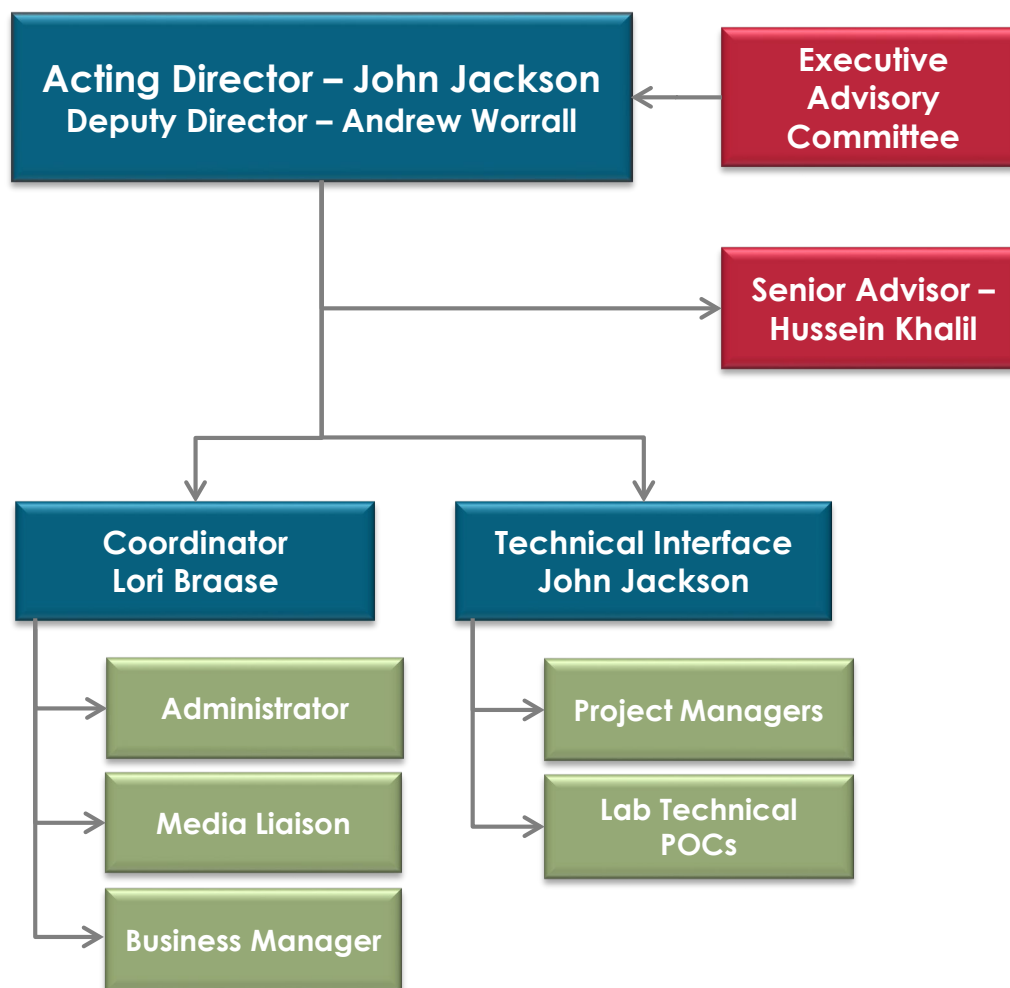 Acting Director – John Jackson
Deputy Director – Andrew Worrall
Executive
Advisory
Committee
Senior Advisor –
Hussein Khalil
Coordinator
Lori Braase
Technical Interface
John Jackson
Administrator
Media Liaison
Business Manager
Project Managers
Lab Technical
POCs